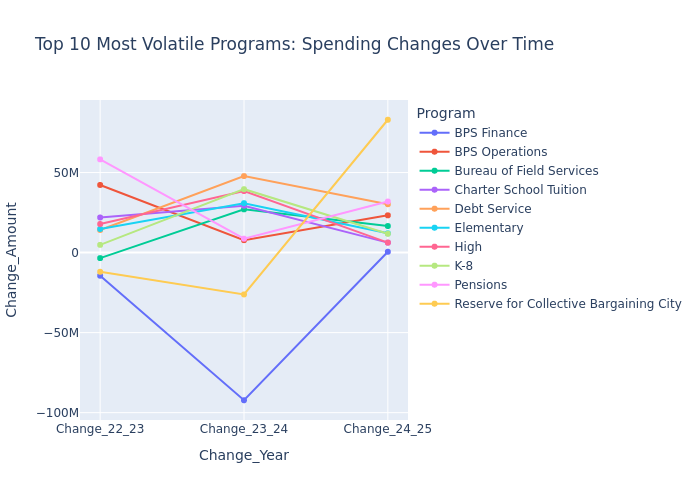 Top 10 Most Volatile Programs: Spending Changes Over Time
Program
BPS Finance
BPS Operations
Bureau of Field Services
Charter School Tuition
Debt Service
Elementary
High
K-8
Pensions
Reserve for Collective Bargaining City
50M
0
−50M
−100M
Change_Amount
Change_22_23 Change_23_24 Change_24_25
Change_Year